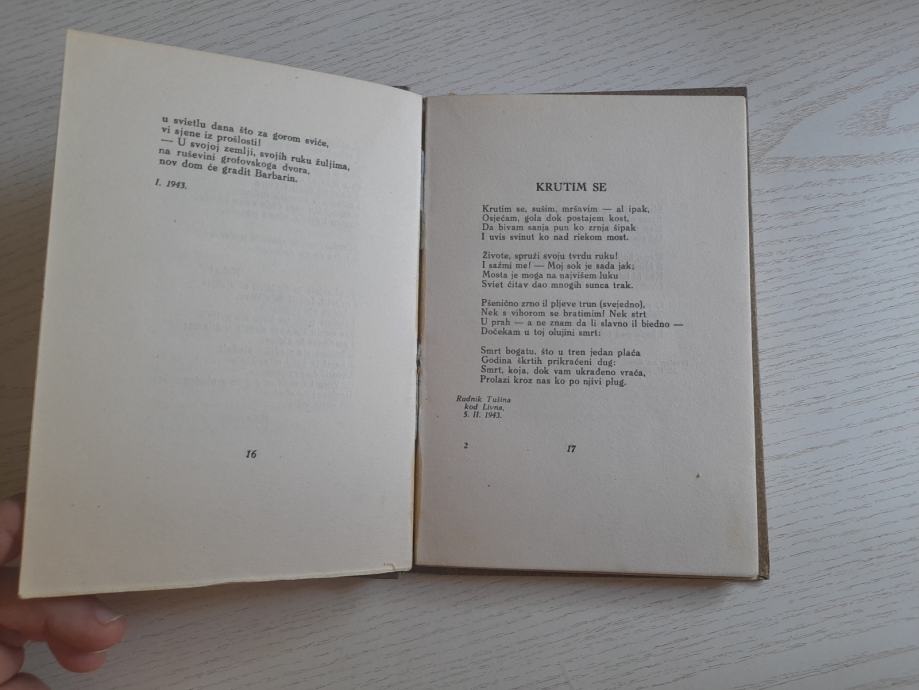 u svietlu dana što za gorom sviće,
vi sjene iz prošlosti!
— U svojoj zemlji, svojih ruku žuljima,
na ruševini grofovskoga dvora,
nov dom će gradit Barbarin.
I. 1943.
16
KRUTIM SE
Krutim se, sušim, mršavim — al ipak,
Osjećam, gola dok postajem kost,
Da bivam sanja pun ko zrnja šipak
I uvis svinut ko nad riekom most.
Živote, spruži svoju tvrdu ruku!
I sažmi me! — Moj sok je sada jak;
Mosta je moga na najvišem luku
Sviet čitav dao mnogih sunca trak.
Pšenično zrno il pljeve trun (svejedno),
Nek s vihorom se bratimim! Nek strt
U prah — a ne znam da li slavno il biedno —
Dočekam u toj olujini smrt:
Smrt bogatu, što u tren jedan plaća
Godina škrtih prikraćeni dug:
Smrt, koja, dok vam ukradeno vraća,
Prolazi kroz nas ko po njivi plug.
Rudnik Tušina
kod Livna,
5. II. 1943.
2
17